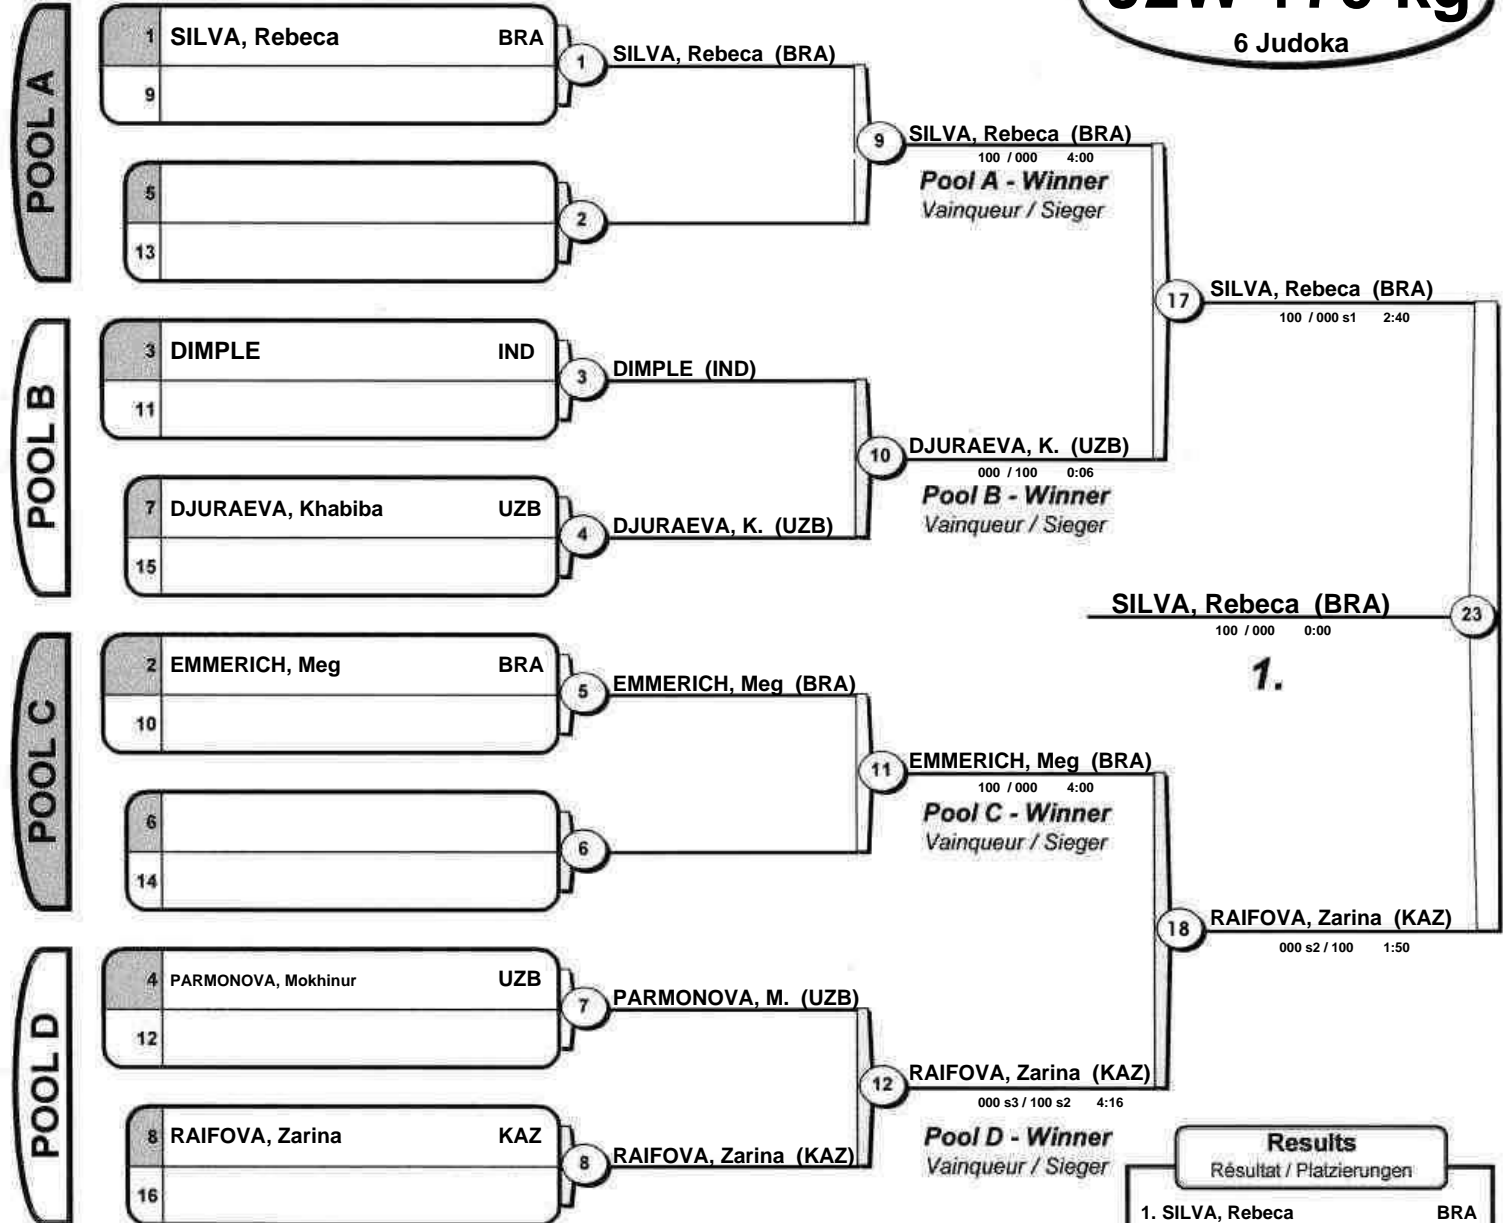 6 Judoka
POOL A
1 SILVA, Rebeca BRA
9
5
13
1
2
SILVA, Rebeca (BRA)
9
SILVA, Rebeca (BRA)
100 / 000 4:00
Pool A - Winner
Vainqueur / Sieger
POOL B
3 DIMPLE IND
11
7 DJURAEVA, Khabiba UZB
15
3
4
DIMPLE (IND)
DJURAEVA, K. (UZB)
10
DJURAEVA, K. (UZB)
000 / 100 0:06
Pool B - Winner
Vainqueur / Sieger
17
SILVA, Rebeca (BRA)
100 / 000 s1 2:40
SILVA, Rebeca (BRA)
100 / 000 0:00
1.
23
POOL C
2 EMMERICH, Meg BRA
10
6
14
5
6
EMMERICH, Meg (BRA)
11
EMMERICH, Meg (BRA)
100 / 000 4:00
Pool C - Winner
Vainqueur / Sieger
18
RAIFOVA, Zarina (KAZ)
000 s2 / 100 1:50
POOL D
4 PARMONOVA, Mokhinur UZB
12
8 RAIFOVA, Zarina KAZ
16
7
8
PARMONOVA, M. (UZB)
RAIFOVA, Zarina (KAZ)
12
RAIFOVA, Zarina (KAZ)
000 s3 / 100 s2 4:16
Pool D - Winner
Vainqueur / Sieger
Results
Résultat / Platzierungen
1. SILVA, Rebeca BRA